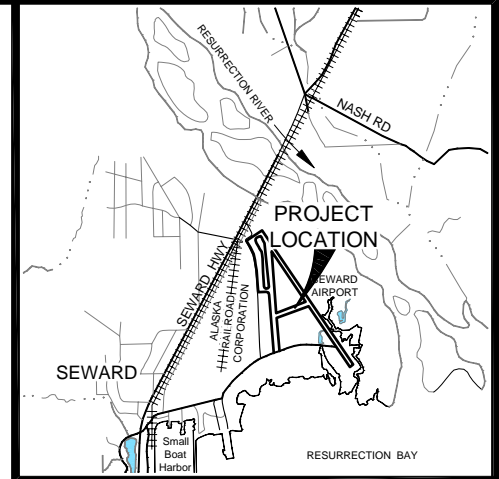 RESURRECTION RIVER
NASH RD
PROJECT
LOCATION
SEWARD HWY
ALASKA
RAILROAD
CORPORATION
SEWARD
AIRPORT
SEWARD
Small
Boat
Harbor
RESURRECTION BAY